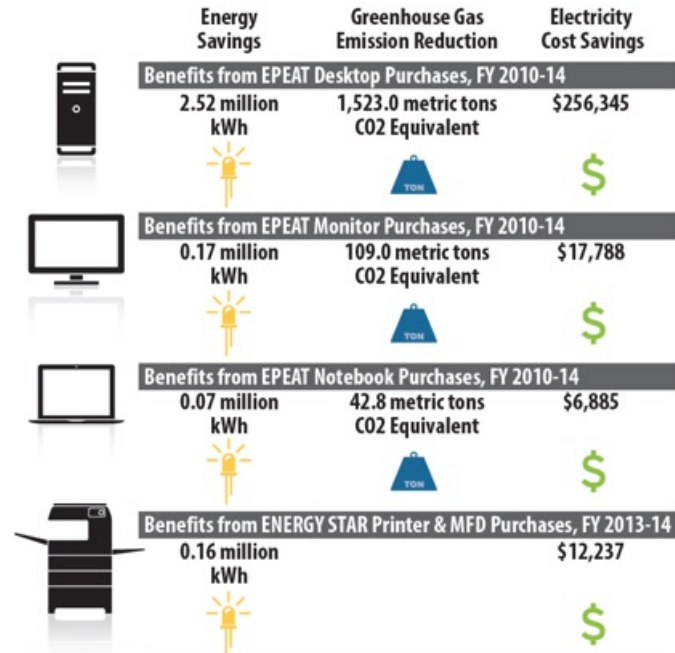 Energy Savings
Greenhouse Gas Emission Reduction
Electricity Cost Savings
Benefits from EPEAT Desktop Purchases, FY 2010-14
2.52 million kWh
1,523.0 metric tons CO2 Equivalent
$256,345
TON
$
Benefits from EPEAT Monitor Purchases, FY 2010-14
0.17 million kWh
109.0 metric tons CO2 Equivalent
$17,788
TON
$
Benefits from EPEAT Notebook Purchases, FY 2010-14
0.07 million kWh
42.8 metric tons CO2 Equivalent
$6,885
TON
$
Benefits from ENERGY STAR Printer & MFD Purchases, FY 2013-14
0.16 million kWh
$12,237
$